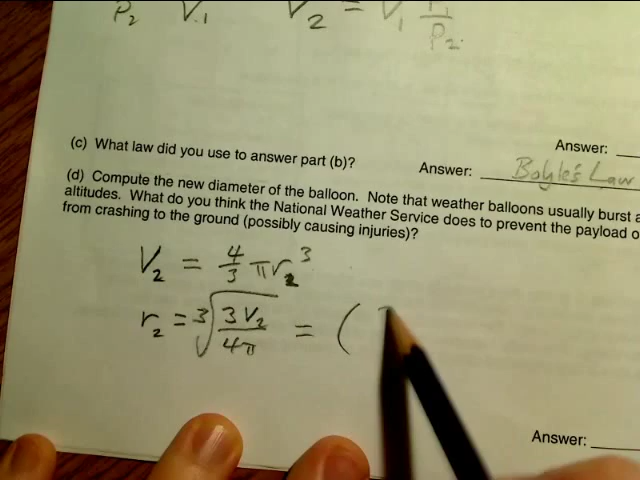 P₂ V₁ V₂ = V₁ P₁/P₂
Answer:
(c) What law did you use to answer part (b)? Answer: Boyle's Law
(d) Compute the new diameter of the balloon. Note that weather balloons usually burst a
altitudes. What do you think the National Weather Service does to prevent the payload o
from crashing to the ground (possibly causing injuries)?
V₂ = 4/3 πr₂³
r₂ = ∛(3V₂/4π) = (
Answer: